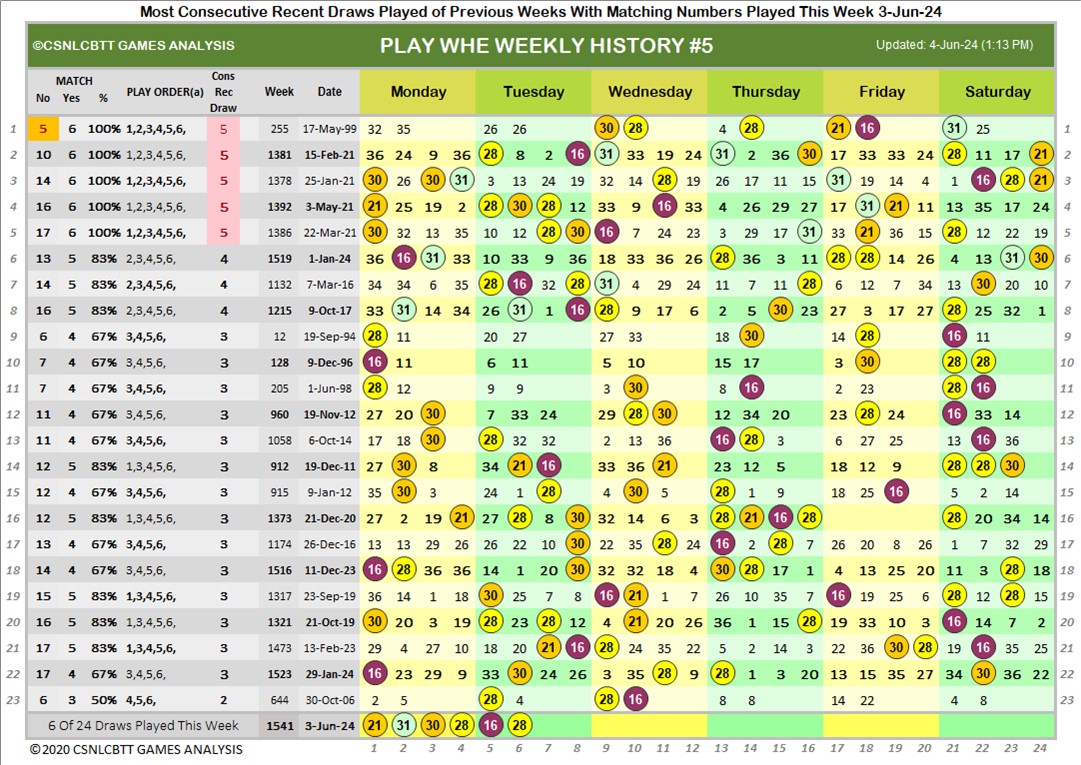 Most Consecutive Recent Draws Played of Previous Weeks With Matching Numbers Played This Week 3-Jun-24
©CSNLCBTT GAMES ANALYSIS PLAY WHE WEEKLY HISTORY #5 Updated: 4-Jun-24 (1:13 PM)
No MATCH Yes % PLAY ORDER(a) Cons Rec Draw Week Date Monday Tuesday Wednesday Thursday Friday Saturday
1 5 6 100% 1,2,3,4,5,6, 5 255 17-May-99 32 35 26 26 30 28 4 28 21 16 31 25 1
2 10 6 100% 1,2,3,4,5,6, 5 1381 15-Feb-21 36 24 9 36 28 8 2 16 31 33 19 24 31 2 36 30 17 33 33 24 28 11 17 21 2
3 14 6 100% 1,2,3,4,5,6, 5 1378 25-Jan-21 30 26 30 31 3 13 24 19 32 14 28 19 26 17 11 15 31 19 14 4 1 16 28 21 3
4 16 6 100% 1,2,3,4,5,6, 5 1392 3-May-21 21 25 19 2 28 30 28 12 33 9 16 33 4 26 29 27 17 31 21 11 13 35 17 24 4
5 17 6 100% 1,2,3,4,5,6, 5 1386 22-Mar-21 30 32 13 35 10 12 28 30 16 7 24 23 3 29 17 31 33 21 36 15 28 12 22 19 5
6 13 5 83% 2,3,4,5,6, 4 1519 1-Jan-24 36 16 31 33 10 33 9 36 18 33 36 26 28 36 3 11 28 28 14 26 4 13 31 30 6
7 14 5 83% 2,3,4,5,6, 4 1132 7-Mar-16 34 34 6 35 28 16 32 28 31 4 29 24 11 7 11 28 6 12 7 34 13 30 20 10 7
8 16 5 83% 2,3,4,5,6, 4 1215 9-Oct-17 33 31 14 34 26 31 1 16 28 9 17 6 2 5 30 23 27 3 17 27 28 25 32 1 8
9 6 4 67% 3,4,5,6, 3 12 19-Sep-94 28 11 20 27 27 33 18 30 14 28 16 11 9
10 7 4 67% 3,4,5,6, 3 128 9-Dec-96 16 11 6 11 5 10 15 17 3 30 28 28 10
11 7 4 67% 3,4,5,6, 3 205 1-Jun-98 28 12 9 9 3 30 8 16 2 23 28 16 11
12 11 4 67% 3,4,5,6, 3 960 19-Nov-12 27 20 30 7 33 24 29 28 30 12 34 20 23 28 24 16 33 14 12
13 11 4 67% 3,4,5,6, 3 1058 6-Oct-14 17 18 30 28 32 32 2 13 36 16 28 3 6 27 25 13 16 36 13
14 12 5 83% 1,3,4,5,6, 3 912 19-Dec-11 27 30 8 34 21 16 33 36 21 23 12 5 18 12 9 28 28 30 14
15 12 4 67% 3,4,5,6, 3 915 9-Jan-12 35 30 3 24 1 28 4 30 5 28 1 9 18 25 16 5 2 14 15
16 12 5 83% 1,3,4,5,6, 3 1373 21-Dec-20 27 2 19 21 27 28 8 30 32 14 6 3 28 21 16 28 28 20 34 14 16
17 13 4 67% 3,4,5,6, 3 1174 26-Dec-16 13 13 29 26 26 22 10 30 22 35 28 24 16 2 28 7 26 20 8 26 1 7 32 29 17
18 14 4 67% 3,4,5,6, 3 1516 11-Dec-23 16 28 36 36 14 1 20 30 32 32 18 4 30 28 17 1 4 13 25 20 11 3 28 18 18
19 15 5 83% 1,3,4,5,6, 3 1317 23-Sep-19 36 14 1 18 30 25 7 8 16 21 1 7 26 10 35 7 16 19 25 6 28 12 28 15 19
20 16 5 83% 1,3,4,5,6, 3 1321 21-Oct-19 30 20 3 19 28 23 28 12 4 21 20 26 36 1 15 28 19 33 10 3 16 14 7 2 20
21 17 5 83% 1,3,4,5,6, 3 1473 13-Feb-23 29 4 27 10 18 20 21 16 28 24 35 22 5 2 14 3 22 36 30 28 19 16 35 25 21
22 17 4 67% 3,4,5,6, 3 1523 29-Jan-24 16 23 29 9 33 30 24 26 3 35 28 9 28 1 20 3 13 15 35 27 34 30 36 22 22
23 6 3 50% 4,5,6, 2 644 30-Oct-06 2 5 28 4 28 16 8 8 14 22 4 8 23
6 Of 24 Draws Played This Week 1541 3-Jun-24 21 31 30 28 16 28
© 2020 CSNLCBTT GAMES ANALYSIS 1 2 3 4 5 6 7 8 9 10 11 12 13 14 15 16 17 18 19 20 21 22 23 24